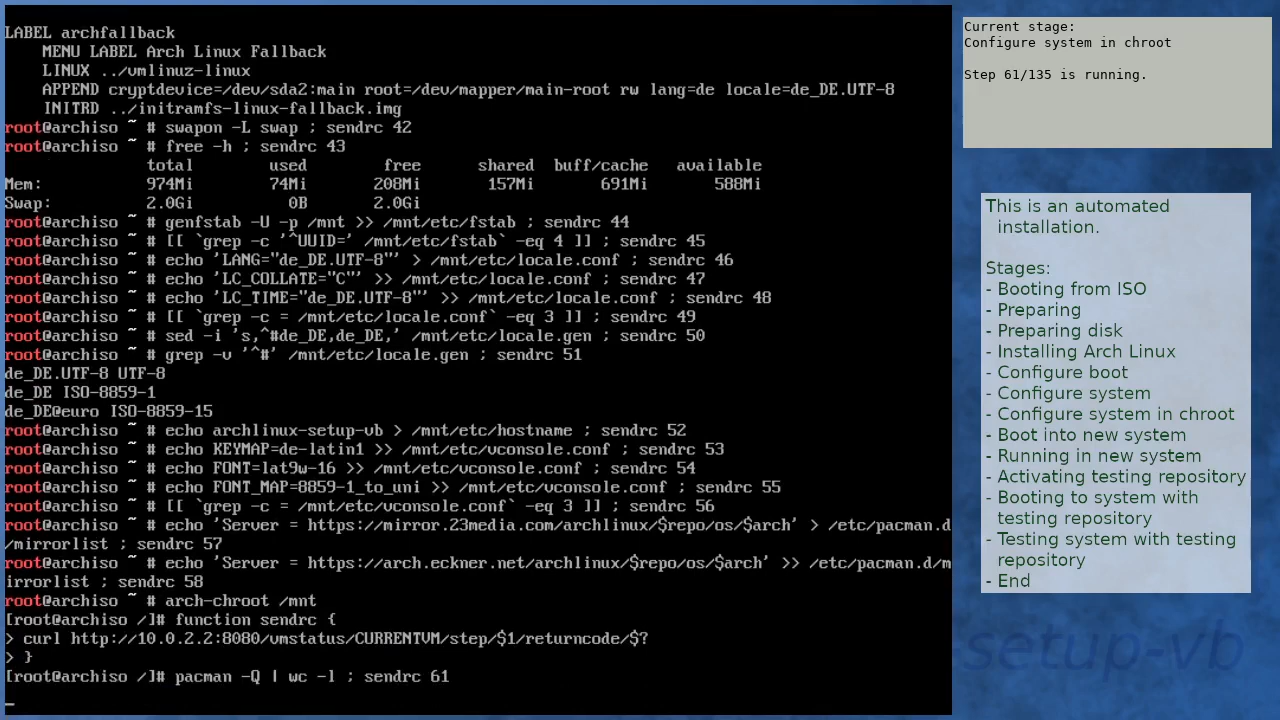 LABEL archfallback
    MENU LABEL Arch Linux Fallback
    LINUX ../vmlinuz-linux
    APPEND cryptdevice=/dev/sda2:main root=/dev/mapper/main-root rw lang=de locale=de_DE.UTF-8
    INITRD ../initramfs-linux-fallback.img
root@archiso ~ # swapon -L swap ; sendrc 42
root@archiso ~ # free -h ; sendrc 43
               total        used        free      shared  buff/cache   available
Mem:           974Mi        74Mi       208Mi       157Mi       691Mi       588Mi
Swap:          2.0Gi          0B       2.0Gi
root@archiso ~ # genfstab -U -p /mnt >> /mnt/etc/fstab ; sendrc 44
root@archiso ~ # [[ `grep -c '^UUID=' /mnt/etc/fstab` -eq 4 ]] ; sendrc 45
root@archiso ~ # echo 'LANG="de_DE.UTF-8"' > /mnt/etc/locale.conf ; sendrc 46
root@archiso ~ # echo 'LC_COLLATE="C"' >> /mnt/etc/locale.conf ; sendrc 47
root@archiso ~ # echo 'LC_TIME="de_DE.UTF-8"' >> /mnt/etc/locale.conf ; sendrc 48
root@archiso ~ # [[ `grep -c = /mnt/etc/locale.conf` -eq 3 ]] ; sendrc 49
root@archiso ~ # sed -i 's,^#de_DE,de_DE,' /mnt/etc/locale.gen ; sendrc 50
root@archiso ~ # grep -v '^#' /mnt/etc/locale.gen ; sendrc 51
de_DE.UTF-8 UTF-8
de_DE ISO-8859-1
de_DE@euro ISO-8859-15
root@archiso ~ # echo archlinux-setup-vb > /mnt/etc/hostname ; sendrc 52
root@archiso ~ # echo KEYMAP=de-latin1 >> /mnt/etc/vconsole.conf ; sendrc 53
root@archiso ~ # echo FONT=lat9w-16 >> /mnt/etc/vconsole.conf ; sendrc 54
root@archiso ~ # echo FONT_MAP=8859-1_to_uni >> /mnt/etc/vconsole.conf ; sendrc 55
root@archiso ~ # [[ `grep -c = /mnt/etc/vconsole.conf` -eq 3 ]] ; sendrc 56
root@archiso ~ # echo 'Server = https://mirror.23media.com/archlinux/$repo/os/$arch' > /etc/pacman.d
/mirrorlist ; sendrc 57
root@archiso ~ # echo 'Server = https://arch.eckner.net/archlinux/$repo/os/$arch' >> /etc/pacman.d/m
irrorlist ; sendrc 58
root@archiso ~ # arch-chroot /mnt
[root@archiso /]# function sendrc {
> curl http://10.0.2.2:8080/vmstatus/CURRENTVM/step/$1/returncode/$?
> }
[root@archiso /]# pacman -Q | wc -l ; sendrc 61
Current stage:
Configure system in chroot
Step 61/135 is running.
This is an automated
installation.
Stages:
- Booting from ISO
- Preparing
- Preparing disk
- Installing Arch Linux
- Configure boot
- Configure system
- Configure system in chroot
- Boot into new system
- Running in new system
- Activating testing repository
- Booting to system with
testing repository
- Testing system with testing
repository
- End
setup-vb